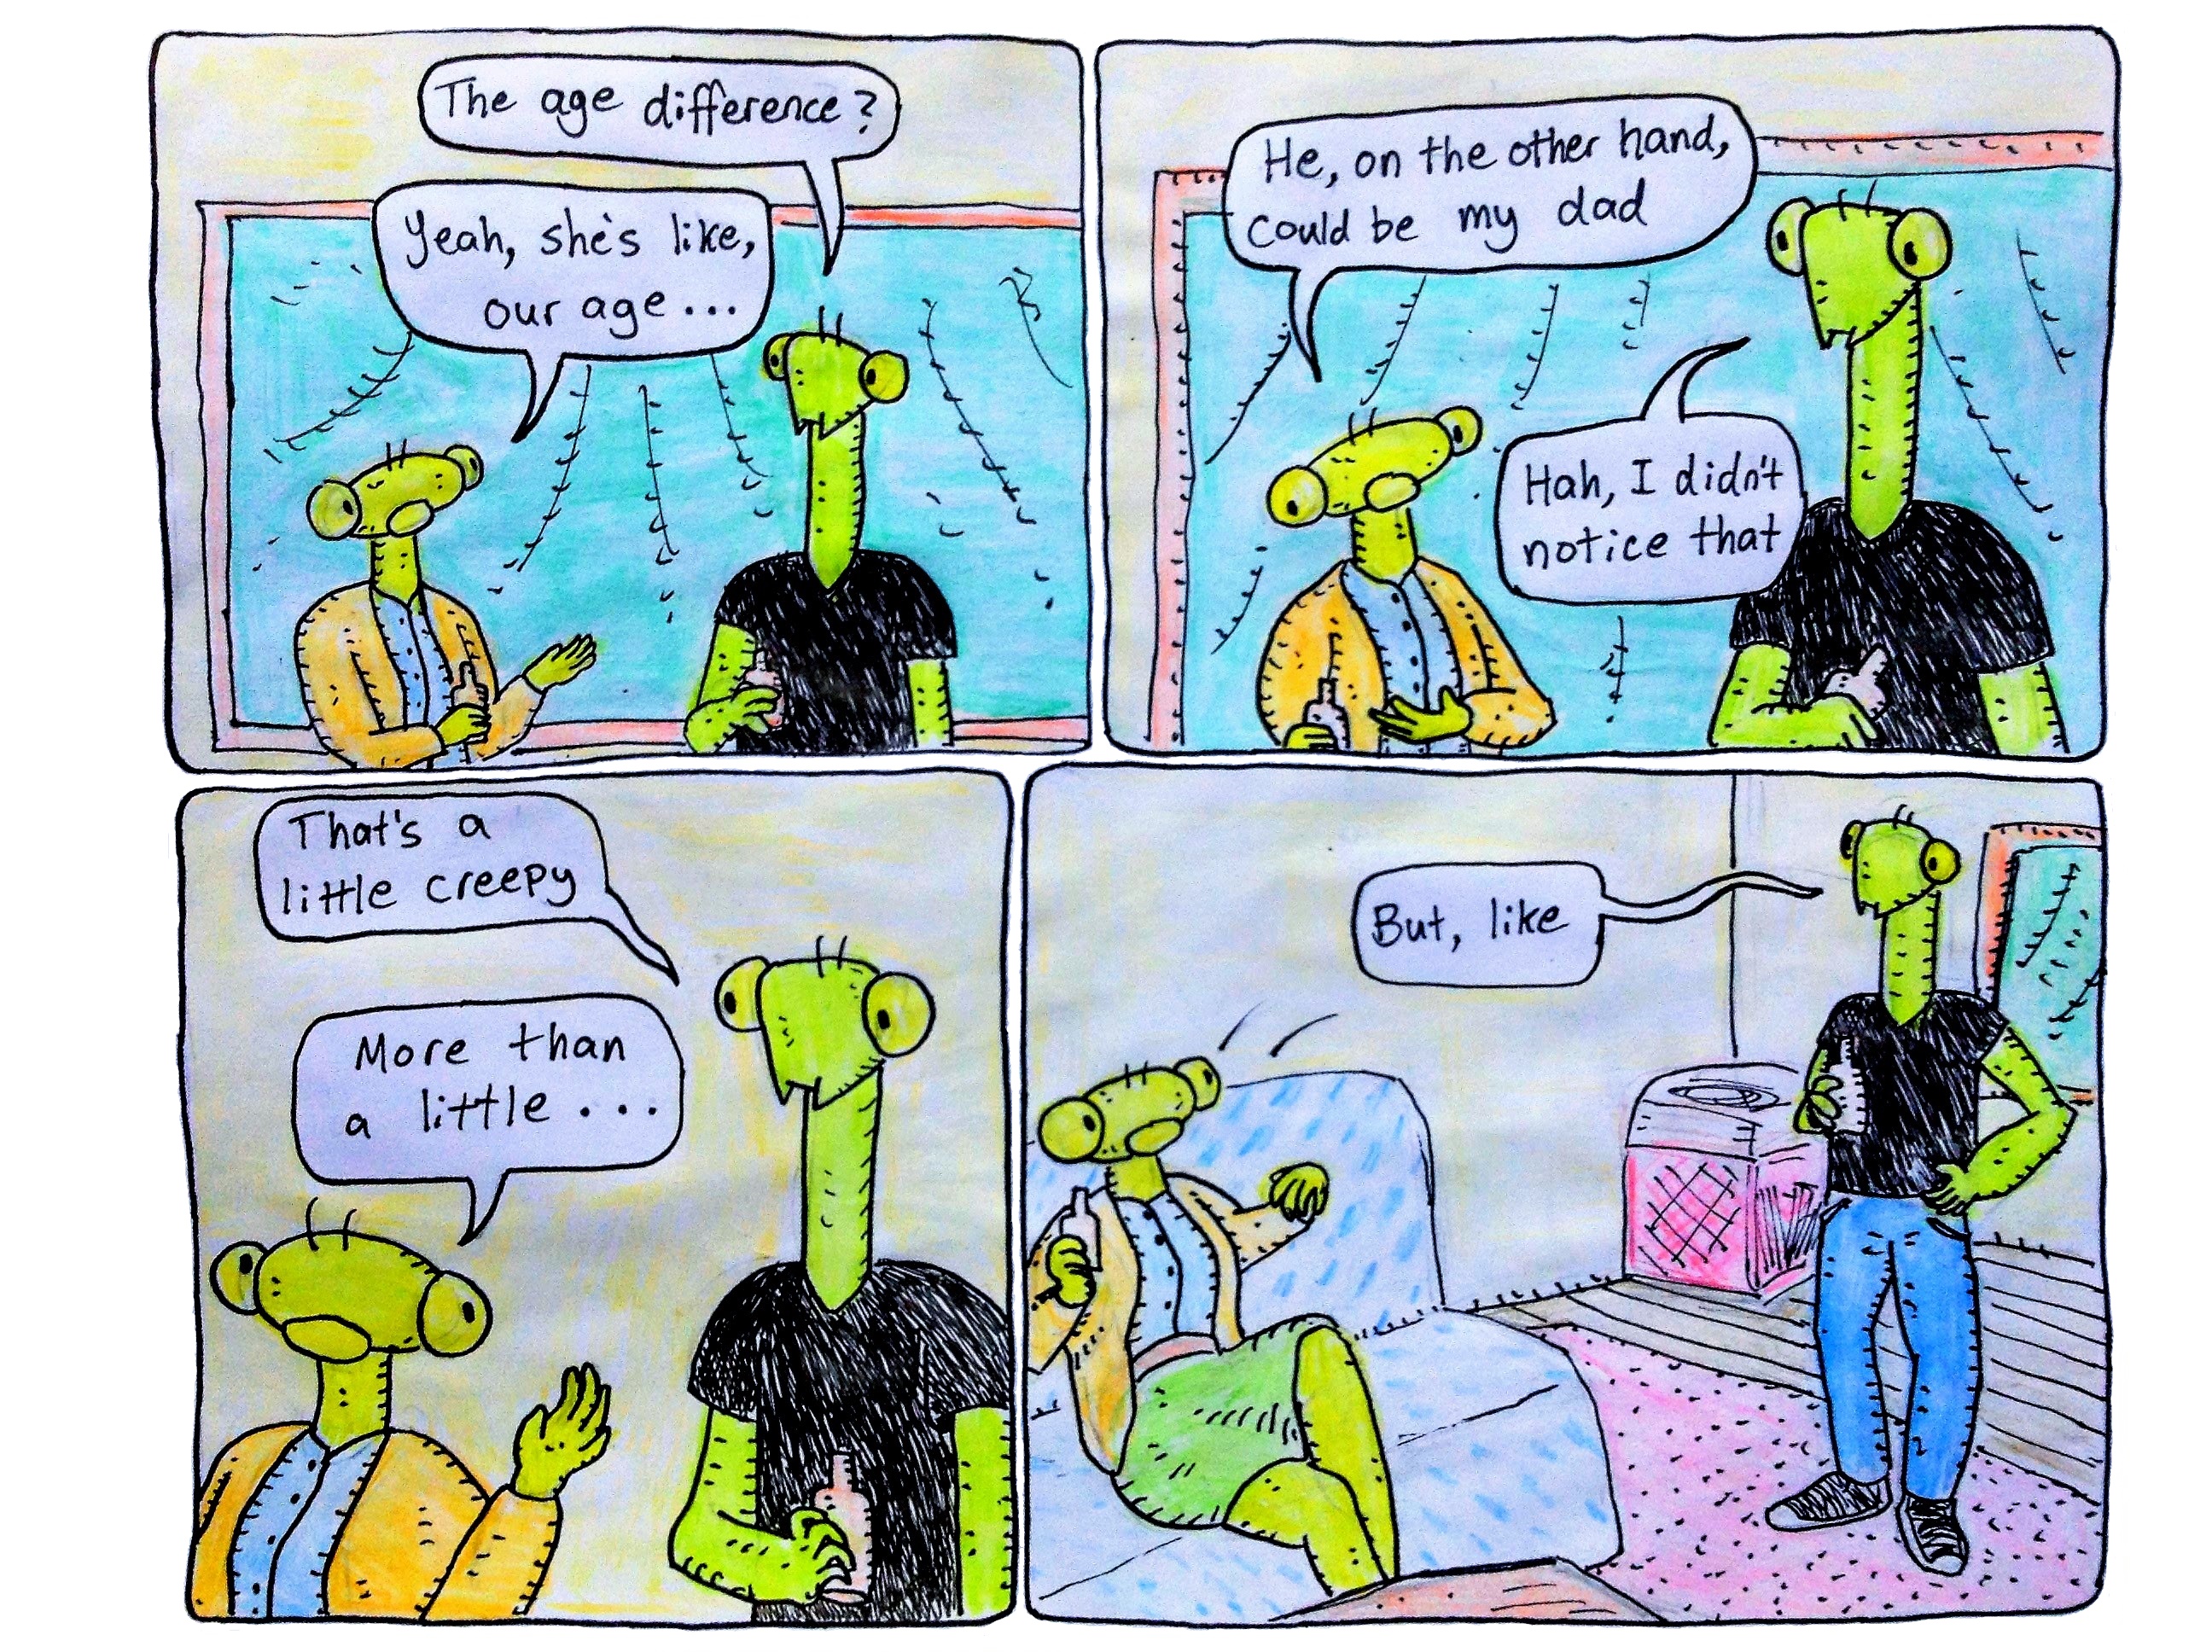 The age difference?
Yeah, she's like,
our age...
He, on the other hand,
could be my dad
Hah, I didn't
notice that
That's a
little creepy
More than
a little...
But, like